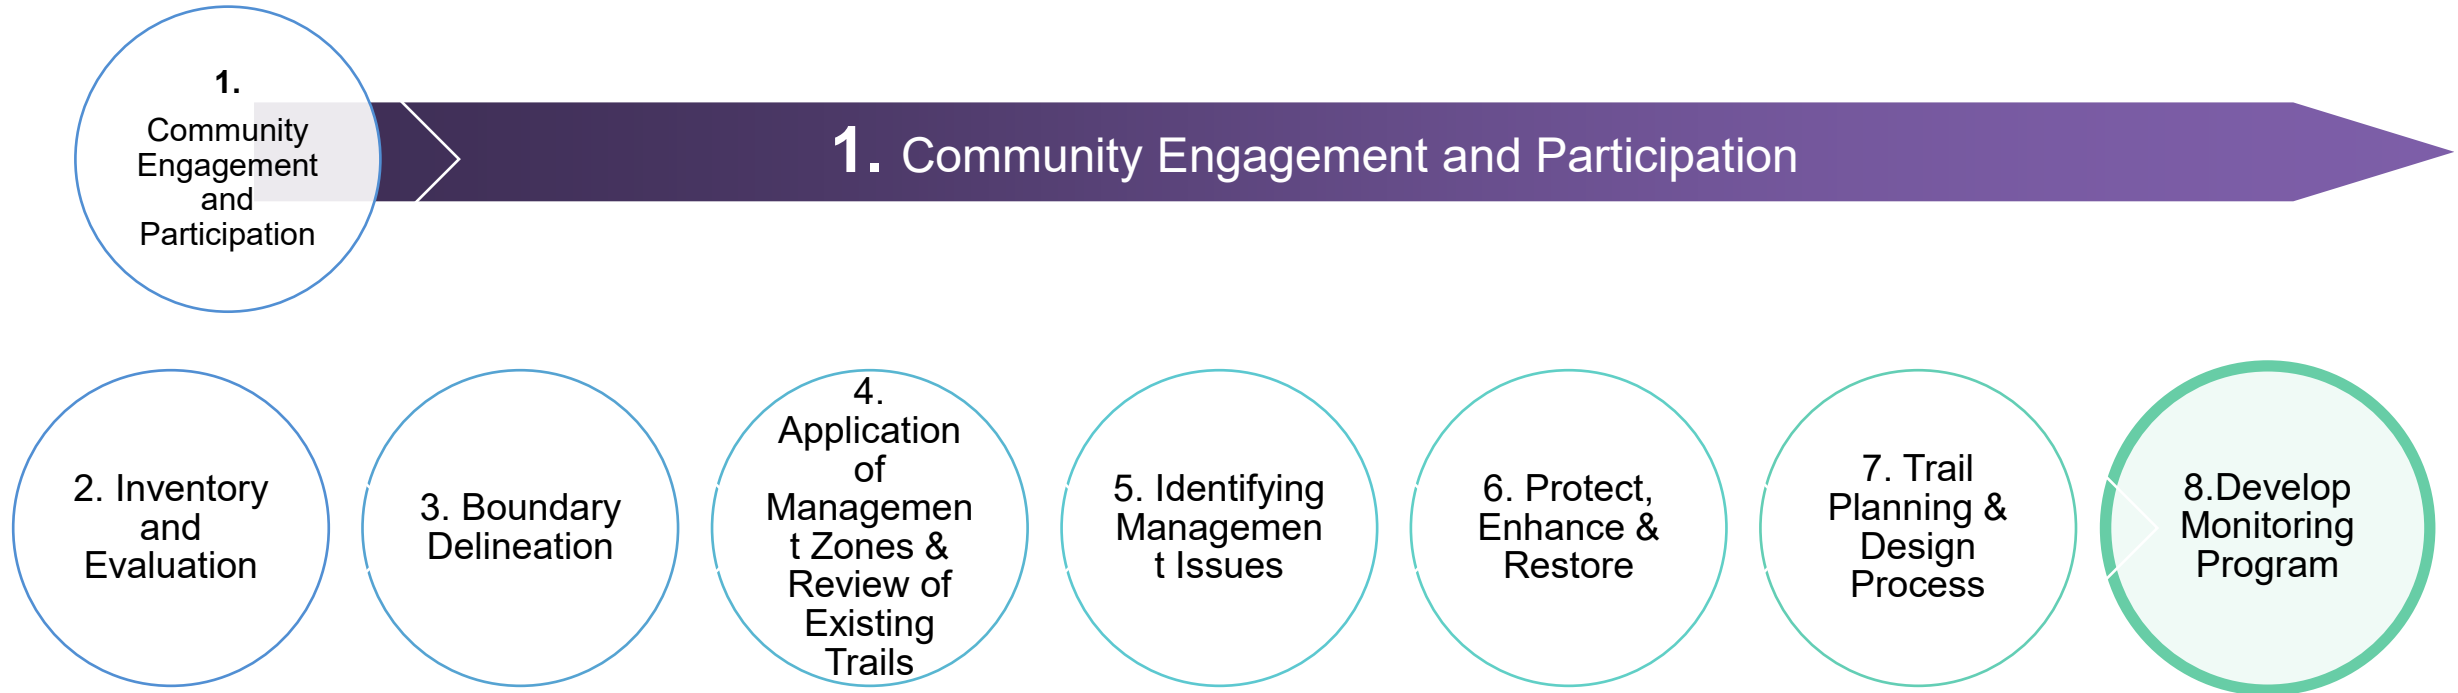 1.
Community
Engagement
and
Participation
1. Community Engagement and Participation
2. Inventory
and
Evaluation
3. Boundary
Delineation
4.
Application
of
Managemen
t Zones &
Review of
Existing
Trails
5. Identifying
Managemen
t Issues
6. Protect,
Enhance &
Restore
7. Trail
Planning &
Design
Process
8.Develop
Monitoring
Program